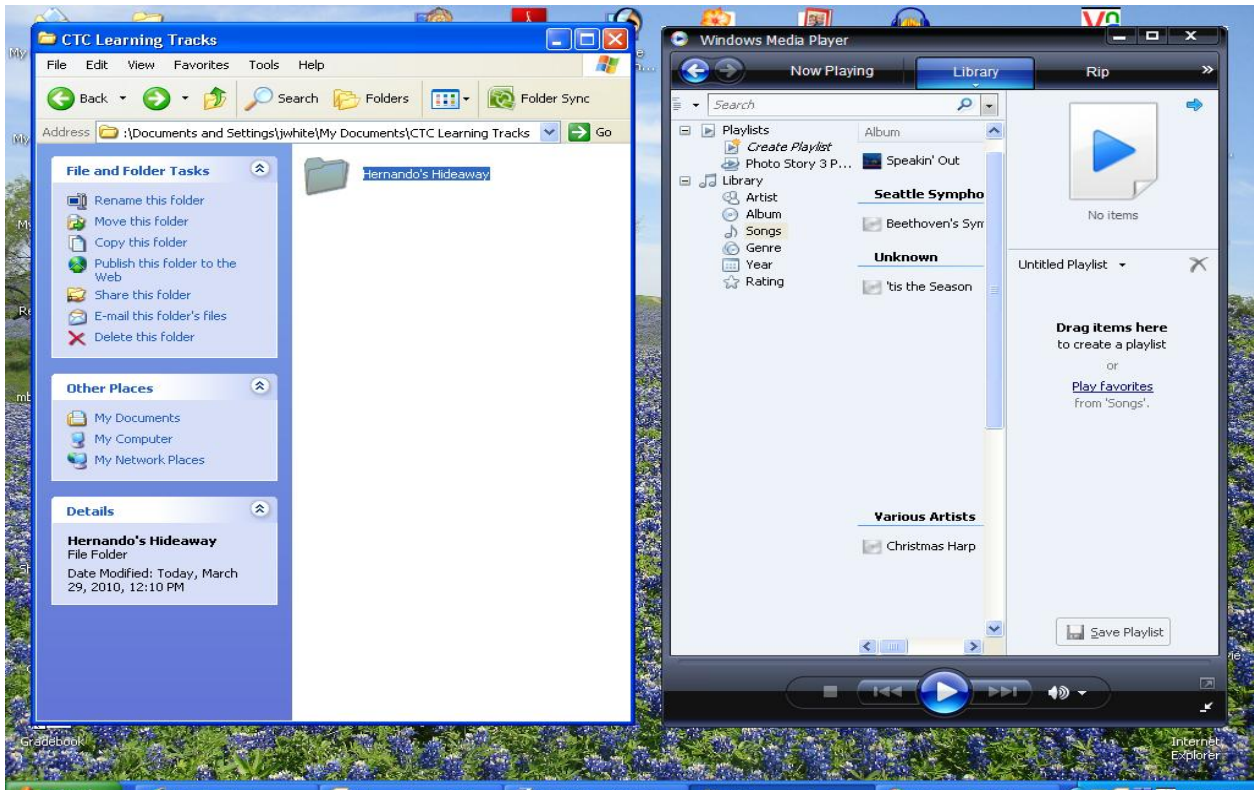 CTC Learning Tracks
File Edit View Favorites Tools Help
Back Search Folders Folder Sync
Address :\Documents and Settings\jwhite\My Documents\CTC Learning Tracks Go
File and Folder Tasks
Rename this folder
Move this folder
Copy this folder
Publish this folder to the
Web
Share this folder
E-mail this folder's files
Delete this folder
Other Places
My Documents
My Computer
My Network Places
Details
Hernando's Hideaway
File Folder
Date Modified: Today, March
29, 2010, 12:10 PM
Hernando's Hideaway
Windows Media Player
Now Playing Library Rip »
Search
Playlists
Create Playlist
Photo Story 3 P...
Library
Artist
Album
Songs
Genre
Year
Rating
Album
Speakin' Out
Seattle Sympho
Beethoven's Sym
Unknown
'tis the Season
Various Artists
Christmas Harp
No items
Untitled Playlist
Drag items here
to create a playlist
or
Play favorites
from 'Songs'.
Save Playlist
Gradebook
Internet
Explorer